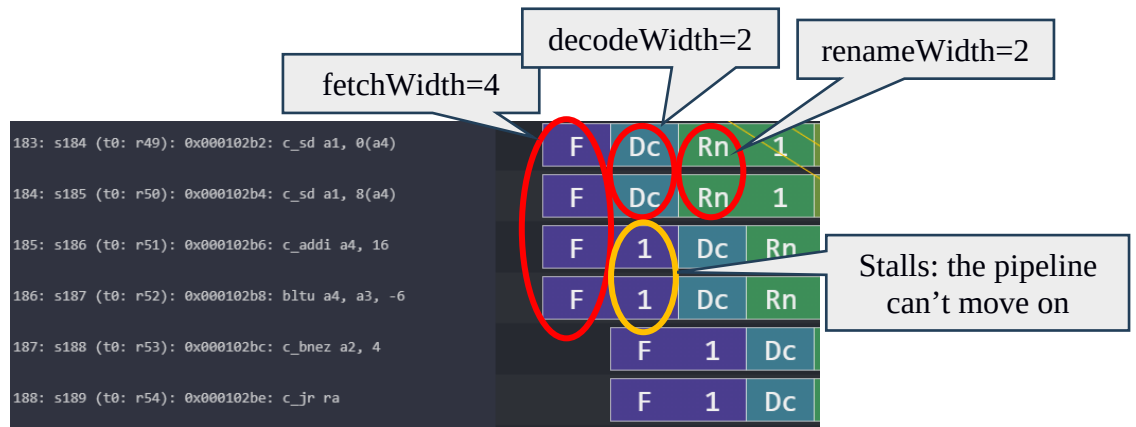 decodeWidth=2
renameWidth=2
fetchWidth=4
183: s184 (t0: r49): 0x000102b2: c_sd a1, 0(a4)
F Dc Rn 1
184: s185 (t0: r50): 0x000102b4: c_sd a1, 8(a4)
F Dc Rn 1
185: s186 (t0: r51): 0x000102b6: c_addi a4, 16
F 1 Dc Rn
186: s187 (t0: r52): 0x000102b8: bltu a4, a3, -6
F 1 Dc Rn
Stalls: the pipeline
can’t move on
187: s188 (t0: r53): 0x000102bc: c_bnez a2, 4
F 1 Dc
188: s189 (t0: r54): 0x000102be: c_jr ra
F 1 Dc